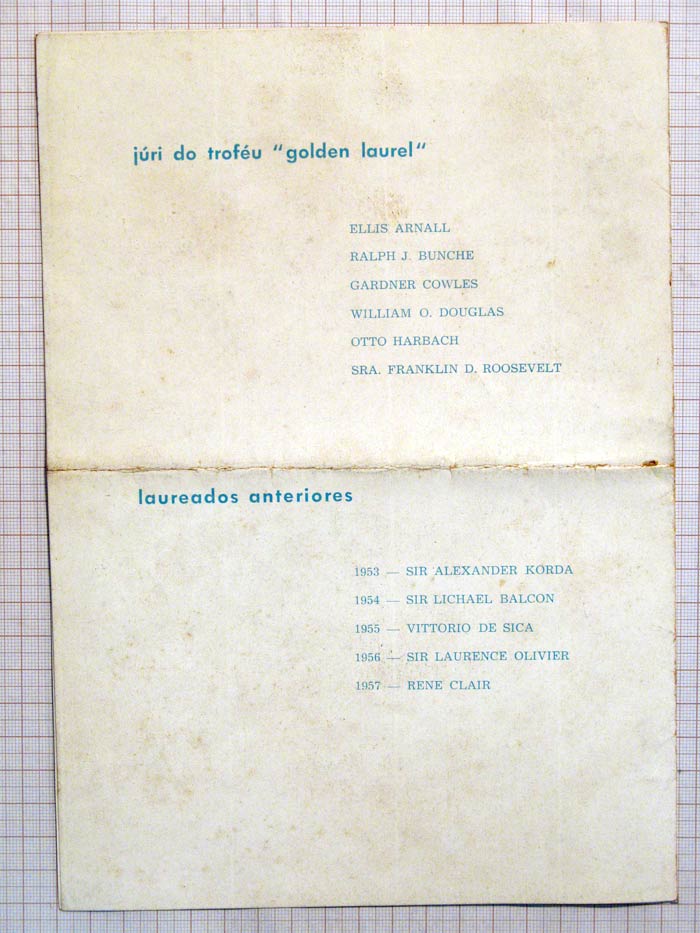 júri do troféu "golden laurel"
ELLIS ARNALL
RALPH J. BUNCHE
GARDNER COWLES
WILLIAM O. DOUGLAS
OTTO HARBACH
SRA. FRANKLIN D. ROOSEVELT
laureados anteriores
1953 — SIR ALEXANDER KORDA
1954 — SIR LICHAEL BALCON
1955 — VITTORIO DE SICA
1956 — SIR LAURENCE OLIVIER
1957 — RENE CLAIR